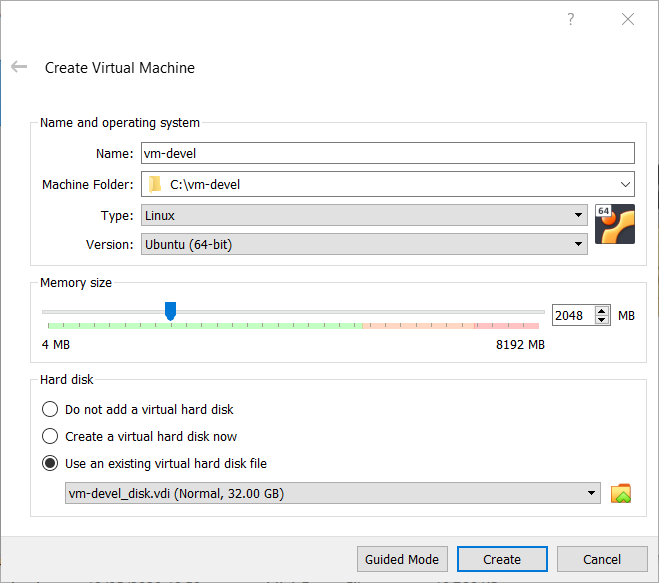 ?
Create Virtual Machine
Name and operating system
Name: vm-devel
Machine Folder: C:\vm-devel
Type: Linux
64
Version: Ubuntu (64-bit)
Memory size
2048 MB
4 MB 8192 MB
Hard disk
Do not add a virtual hard disk
Create a virtual hard disk now
Use an existing virtual hard disk file
vm-devel_disk.vdi (Normal, 32.00 GB)
Guided Mode Create Cancel